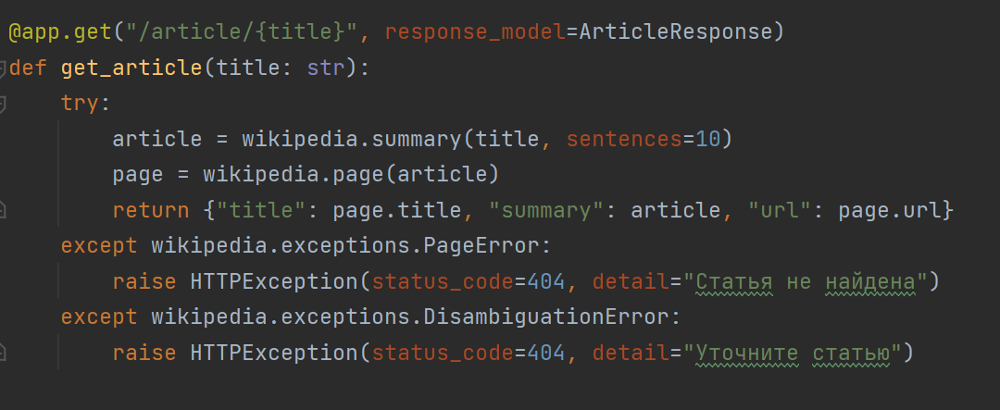 @app.get("/article/{title}", response_model=ArticleResponse)
def get_article(title: str):
    try:
        article = wikipedia.summary(title, sentences=10)
        page = wikipedia.page(article)
        return {"title": page.title, "summary": article, "url": page.url}
    except wikipedia.exceptions.PageError:
        raise HTTPException(status_code=404, detail="Статья не найдена")
    except wikipedia.exceptions.DisambiguationError:
        raise HTTPException(status_code=404, detail="Уточните статью")